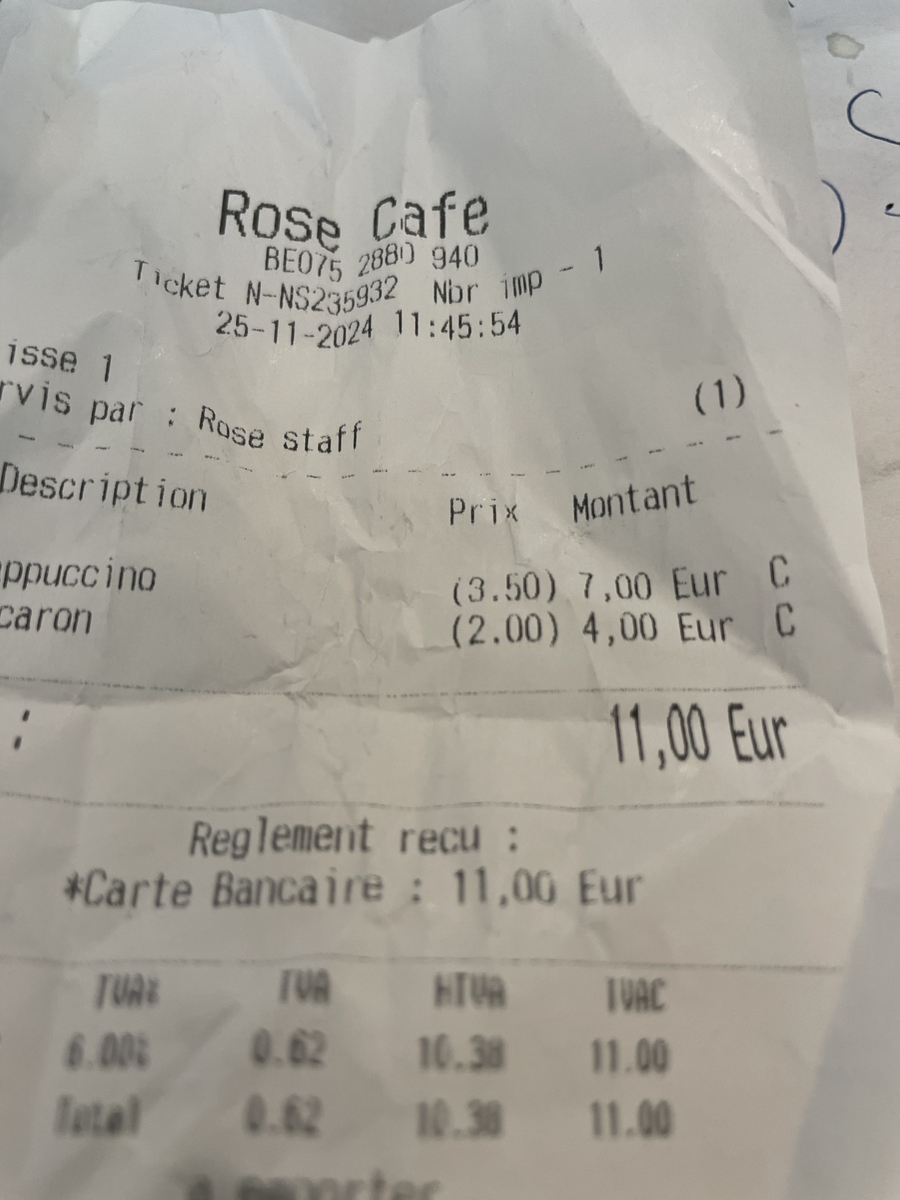 Rose Cafe
BE075 2880 940
Ticket N-NS235932 Nbr imp - 1
25-11-2024 11:45:54
isse 1
rvis par : Rose staff (1)
Description Prix Montant
ppuccino (3.50) 7,00 Eur C
caron (2.00) 4,00 Eur C
: 11,00 Eur
Reglement recu :
*Carte Bancaire : 11,00 Eur
TVA% TVA HTVA TVAC
6.00% 0.62 10.38 11.00
Total 0.62 10.38 11.00
a emporter